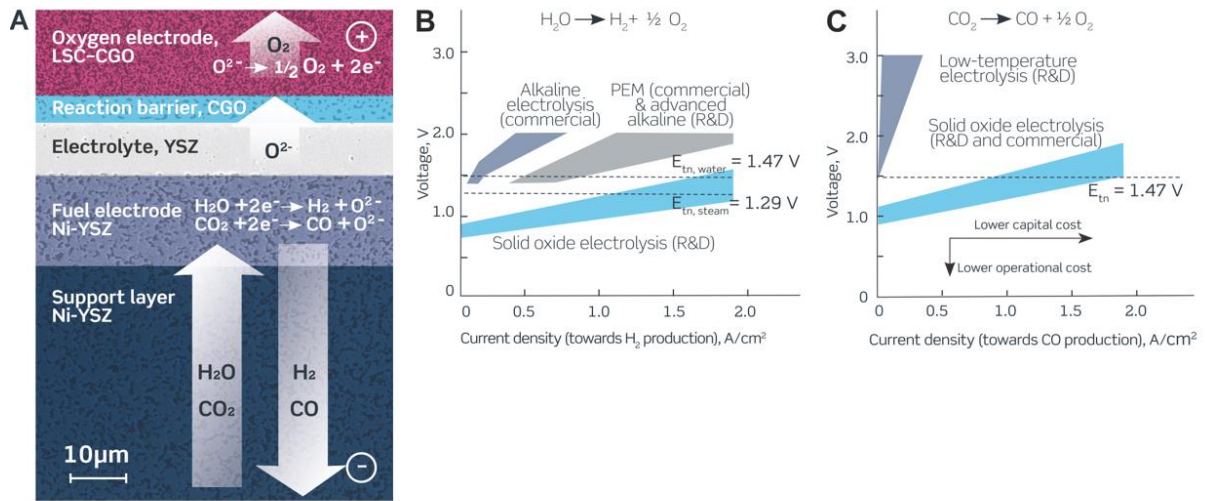 A
Oxygen electrode,
LSC-CGO
O₂
+
O²⁻ → 1/2 O₂ + 2e⁻
Reaction barrier, CGO
Electrolyte, YSZ
O²⁻
Fuel electrode
Ni-YSZ
H₂O +2e⁻ → H₂ + O²⁻
CO₂ +2e⁻ → CO + O²⁻
Support layer
Ni-YSZ
H₂O
CO₂
H₂
CO
10µm
−
B
H₂O → H₂ + ½ O₂
Voltage, V
3.0
2.0
1.0
0
Alkaline
electrolysis
(commercial)
PEM (commercial)
& advanced
alkaline (R&D)
E tn, water = 1.47 V
E tn, steam = 1.29 V
Solid oxide electrolysis (R&D)
0 0.5 1.0 1.5 2.0
Current density (towards H₂ production), A/cm²
C
CO₂ → CO + ½ O₂
Voltage, V
3.0
2.0
1.0
0
Low-temperature
electrolysis (R&D)
Solid oxide electrolysis
(R&D and commercial)
E tn = 1.47 V
Lower capital cost
Lower operational cost
0 0.5 1.0 1.5 2.0
Current density (towards CO production), A/cm²